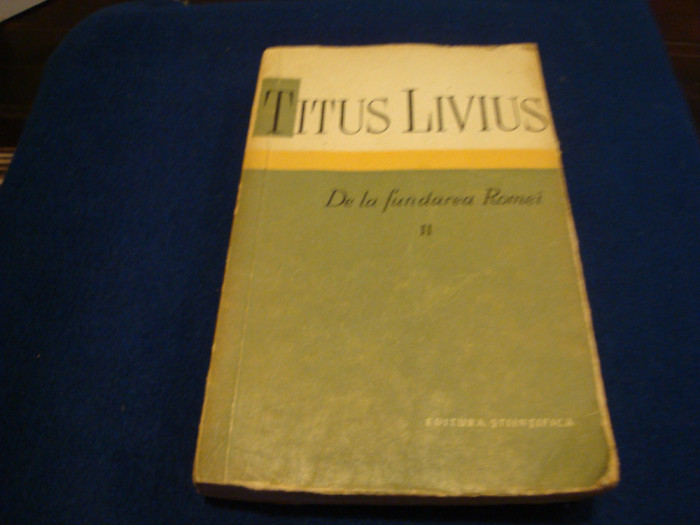 TITUS LIVIUS
De la fundarea Romei
II
EDITURA ŞTIINŢIFICĂ